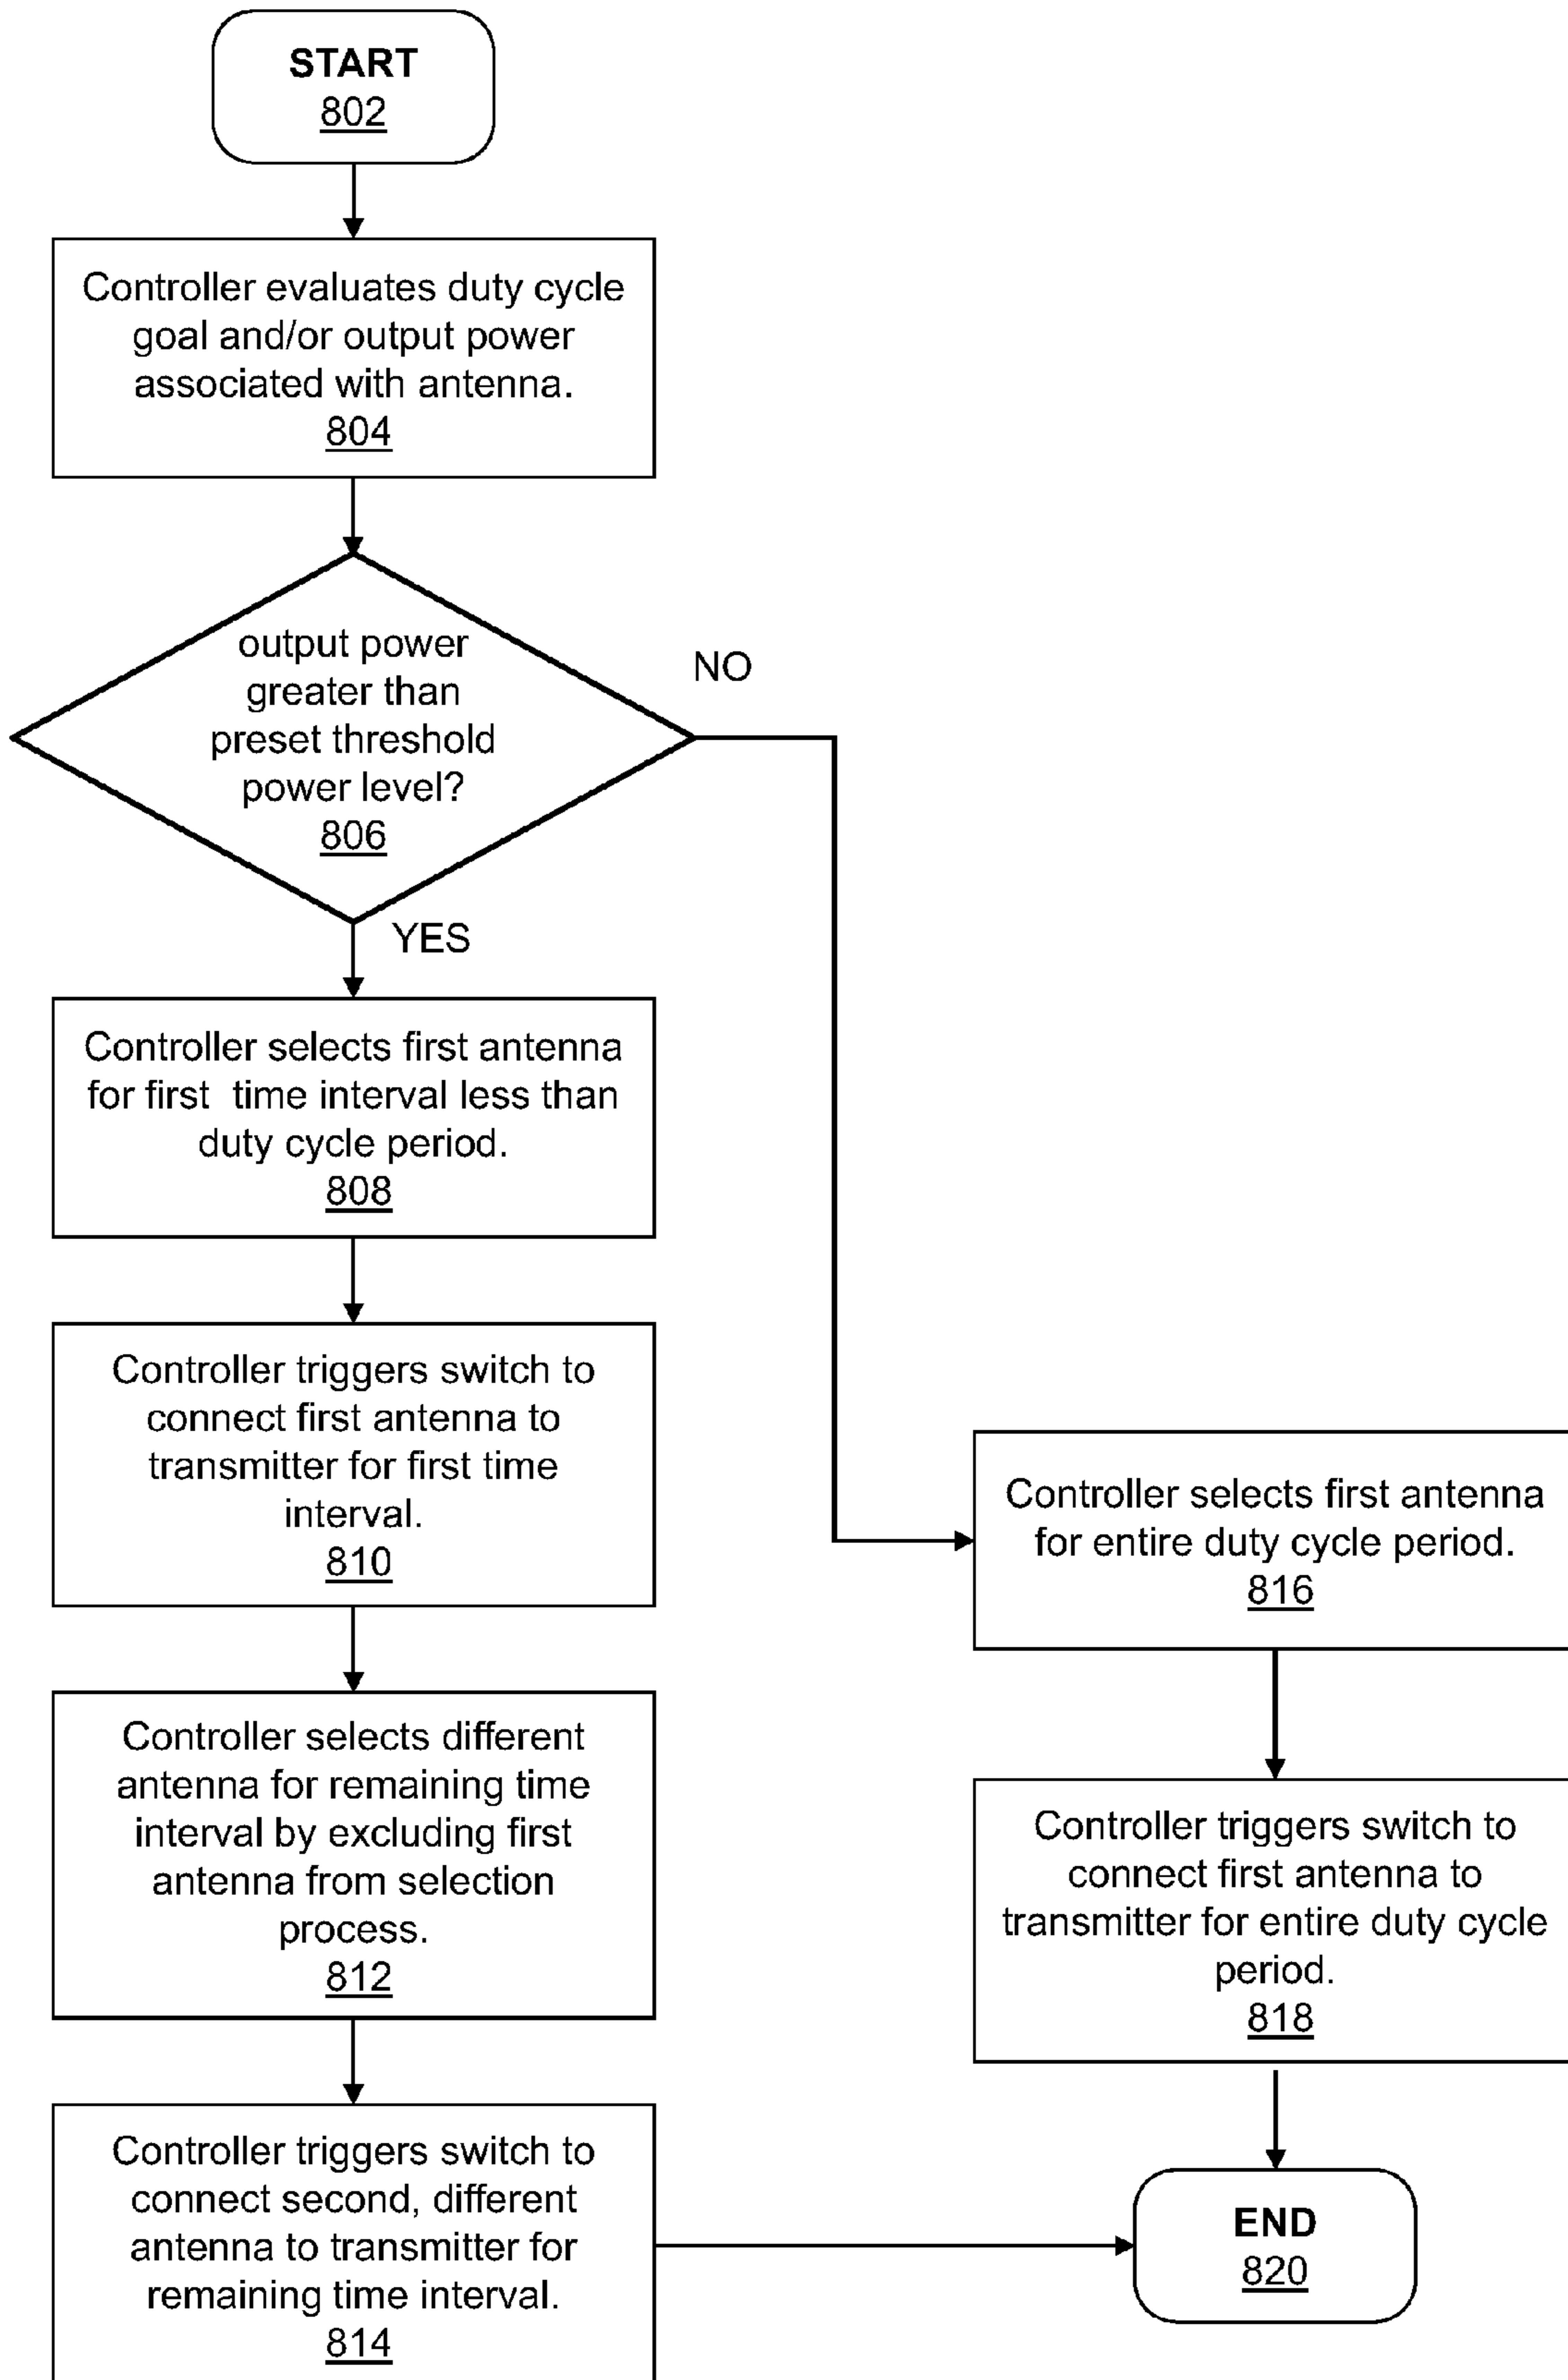 START
802
Controller evaluates duty cycle
goal and/or output power
associated with antenna.
804
output power
greater than
preset threshold
power level?
806
NO
YES
Controller selects first antenna
for first time interval less than
duty cycle period.
808
Controller triggers switch to
connect first antenna to
transmitter for first time
interval.
810
Controller selects different
antenna for remaining time
interval by excluding first
antenna from selection
process.
812
Controller triggers switch to
connect second, different
antenna to transmitter for
remaining time interval.
814
Controller selects first antenna
for entire duty cycle period.
816
Controller triggers switch to
connect first antenna to
transmitter for entire duty cycle
period.
818
END
820